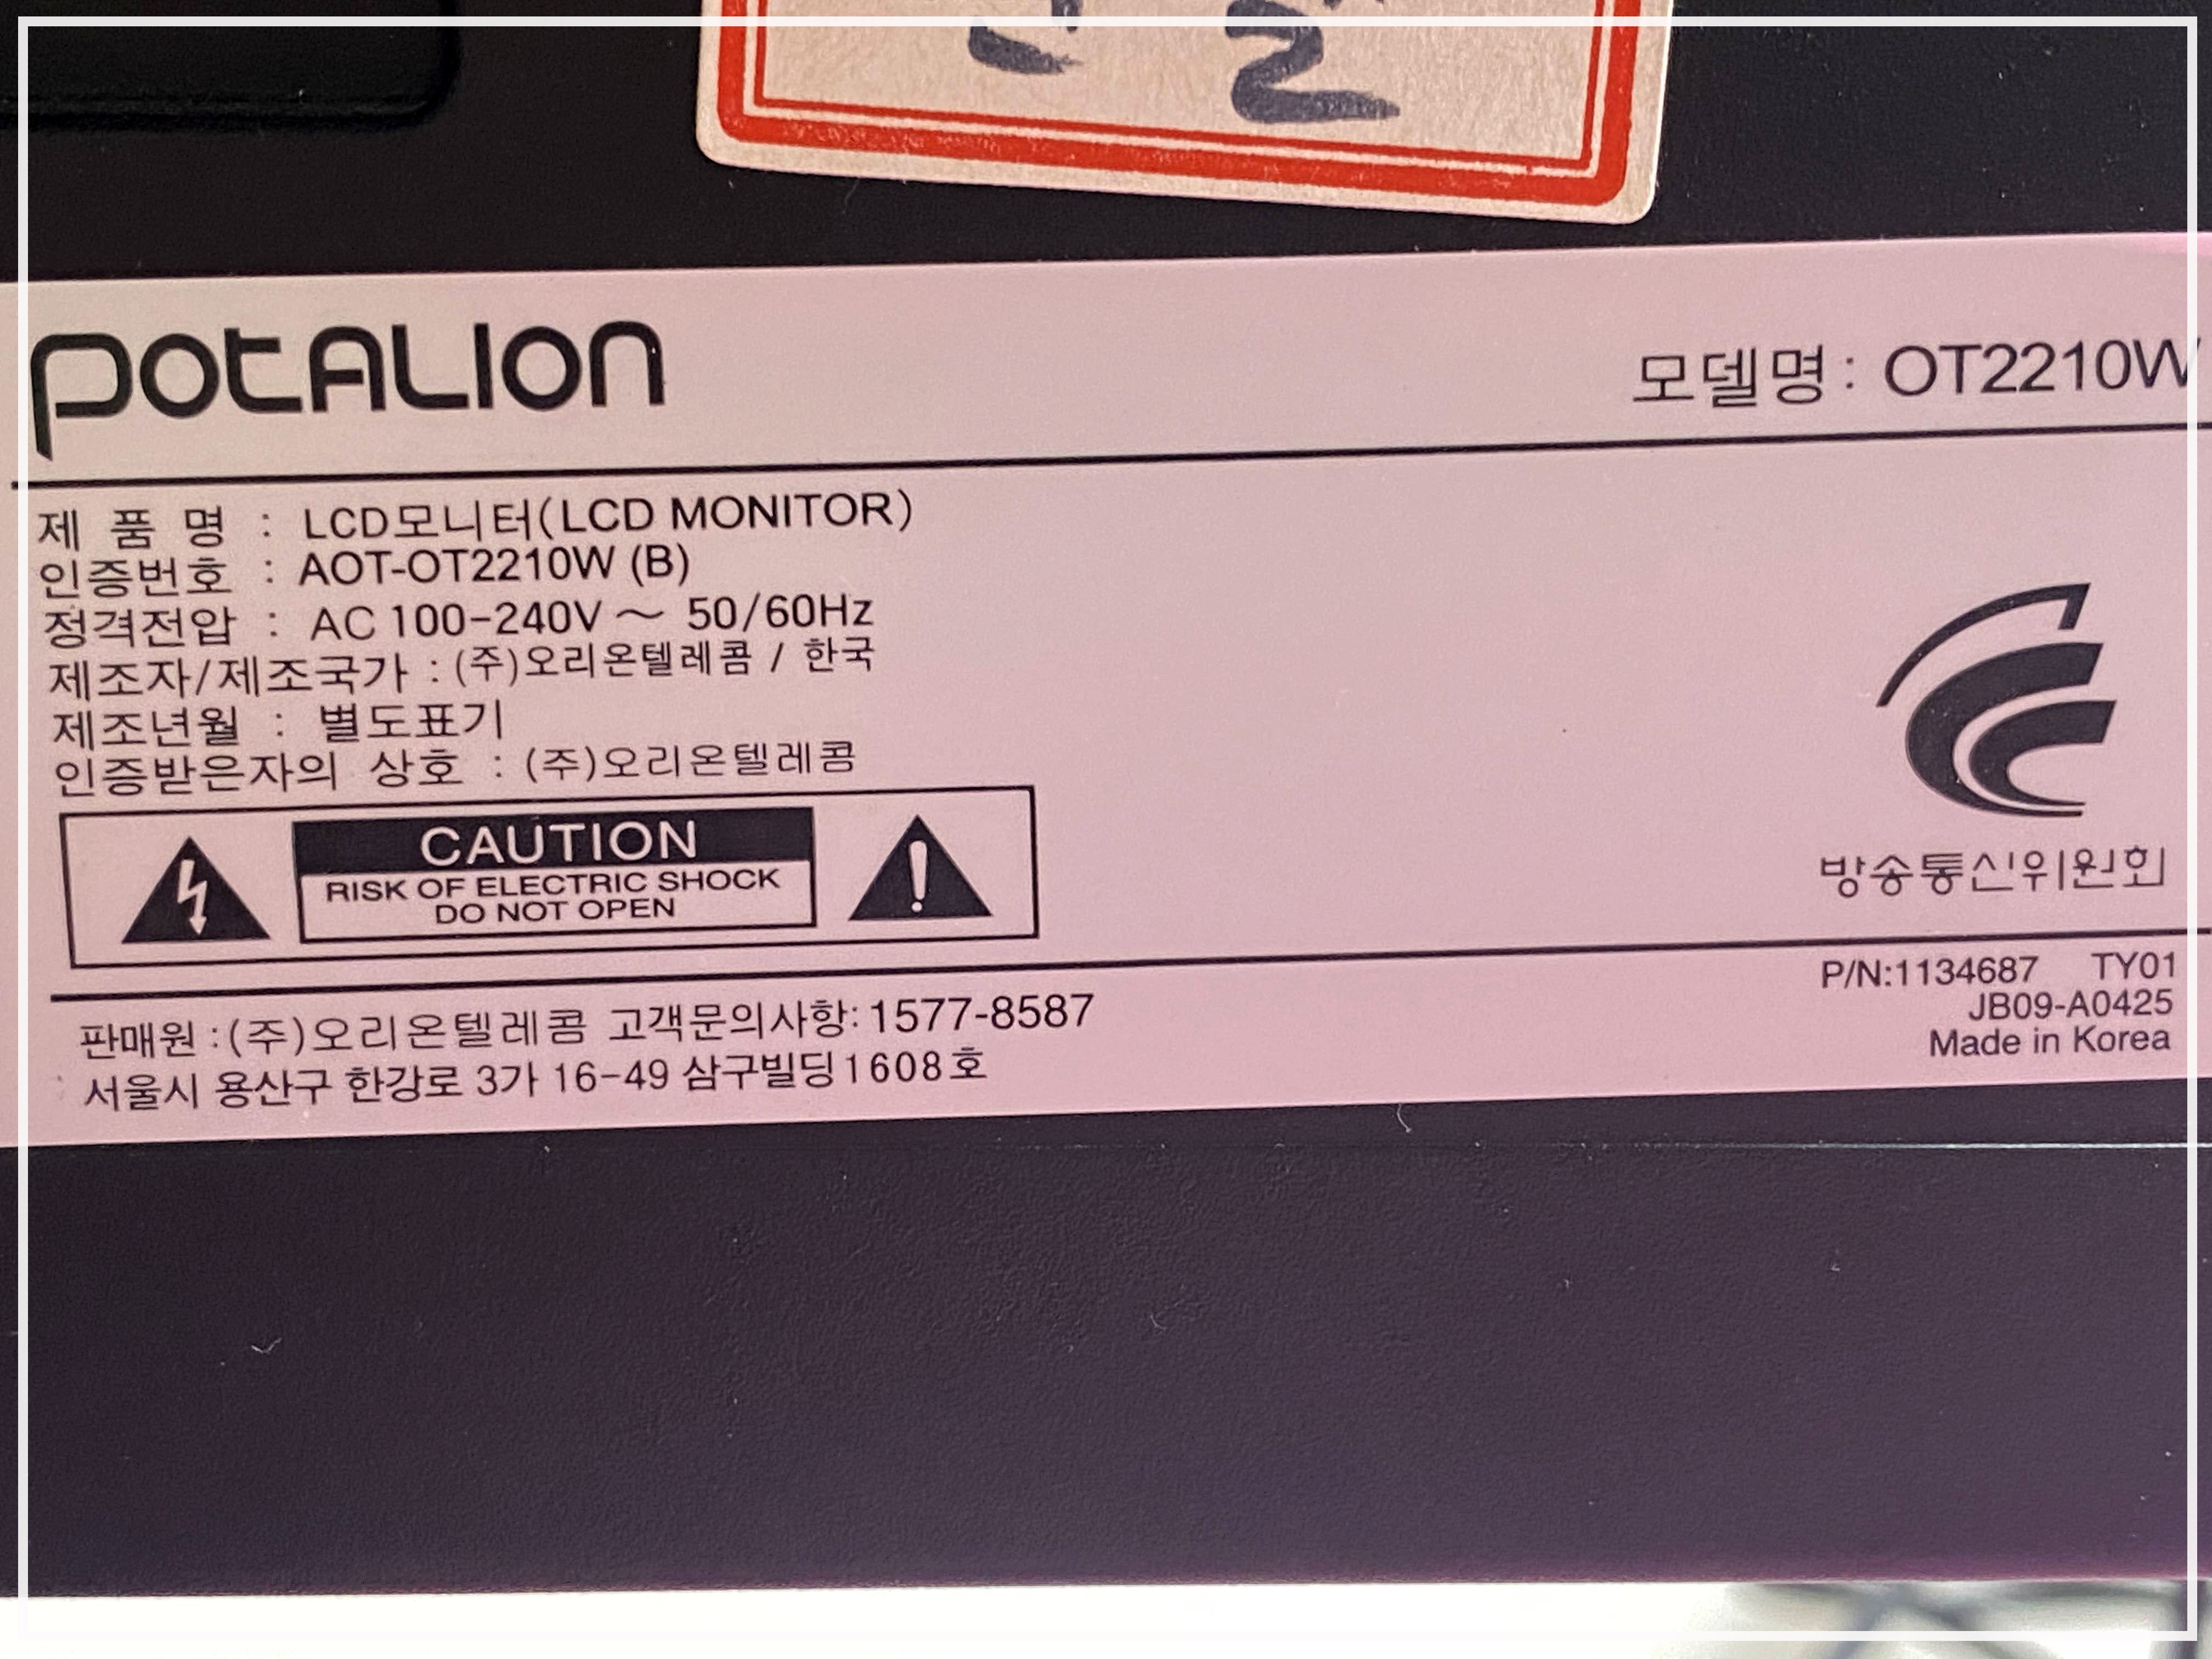 potalion
모델명: OT2210W
제 품 명 : LCD모니터(LCD MONITOR)
인증번호 : AOT-OT2210W (B)
정격전압 : AC 100-240V ~ 50/60Hz
제조자/제조국가 : (주)오리온텔레콤 / 한국
제조년월 : 별도표기
인증받은자의 상호 : (주)오리온텔레콤
CAUTION
RISK OF ELECTRIC SHOCK
DO NOT OPEN
방송통신위원회
판매원 : (주)오리온텔레콤 고객문의사항: 1577-8587
서울시 용산구 한강로 3가 16-49 삼구빌딩 1608호
P/N:1134687 TY01
JB09-A0425
Made in Korea